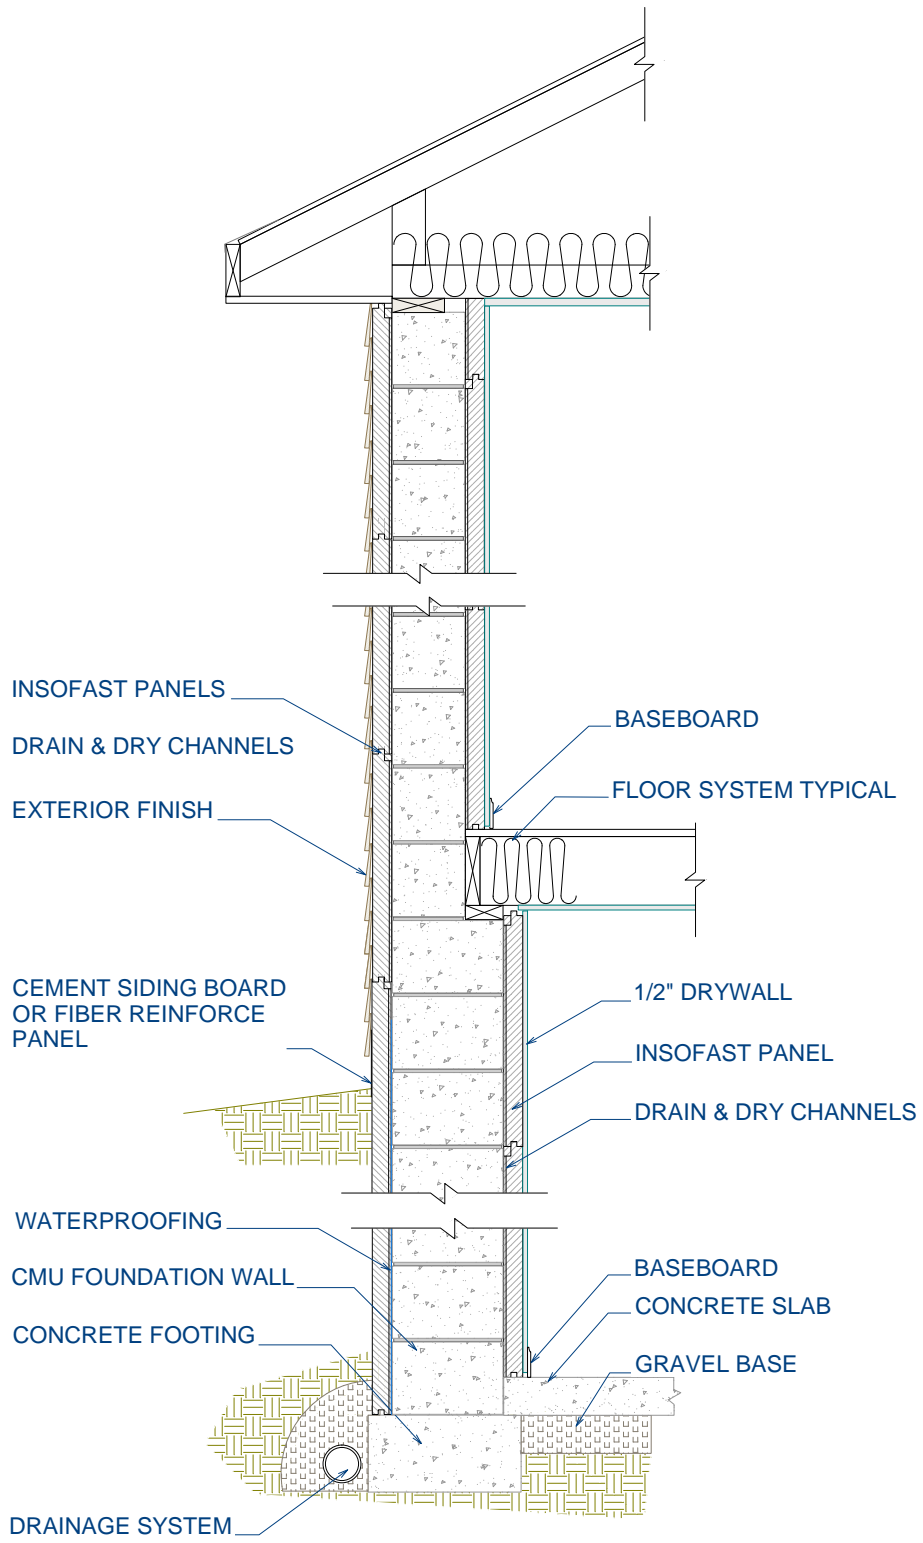 INSOFAST PANELS
DRAIN & DRY CHANNELS
EXTERIOR FINISH
BASEBOARD
FLOOR SYSTEM TYPICAL
CEMENT SIDING BOARD
OR FIBER REINFORCE
PANEL
1/2" DRYWALL
INSOFAST PANEL
DRAIN & DRY CHANNELS
WATERPROOFING
CMU FOUNDATION WALL
CONCRETE FOOTING
BASEBOARD
CONCRETE SLAB
GRAVEL BASE
DRAINAGE SYSTEM